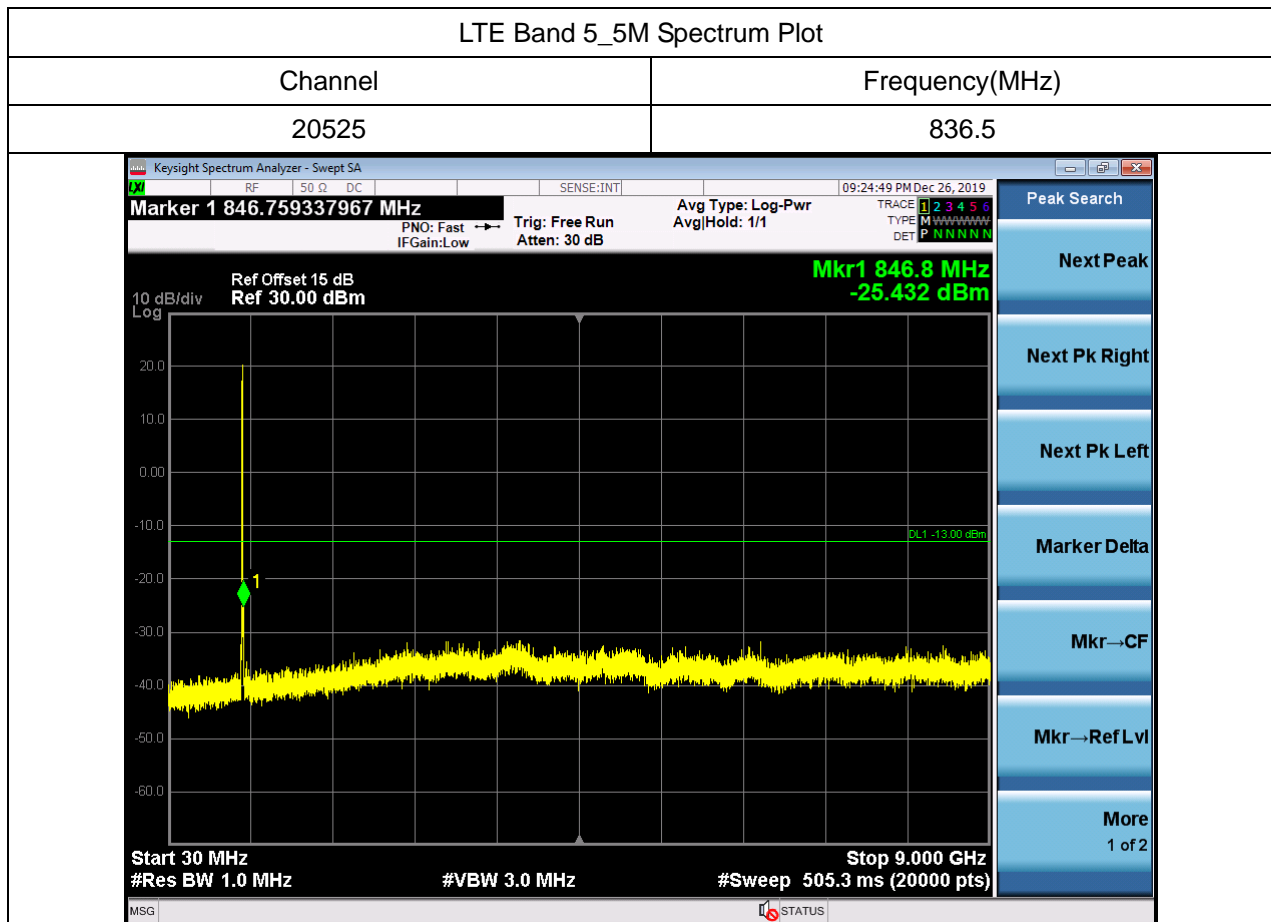 LTE Band 5_5M Spectrum Plot
Channel Frequency(MHz)
20525 836.5
Keysight Spectrum Analyzer - Swept SA
LXI RF 50 Ω DC SENSE:INT 09:24:49 PM Dec 26, 2019
Marker 1 846.759337967 MHz
PNO: Fast
IFGain:Low
Trig: Free Run
Atten: 30 dB
Avg Type: Log-Pwr
Avg|Hold: 1/1
TRACE 1 2 3 4 5 6
TYPE M WWWWW
DET P N N N N N
Ref Offset 15 dB
10 dB/div Ref 30.00 dBm
Log
Mkr1 846.8 MHz
-25.432 dBm
20.0
10.0
0.00
-10.0
DL1 -13.00 dBm
-20.0
1
-30.0
-40.0
-50.0
-60.0
Start 30 MHz Stop 9.000 GHz
#Res BW 1.0 MHz #VBW 3.0 MHz #Sweep 505.3 ms (20000 pts)
MSG STATUS
Peak Search
Next Peak
Next Pk Right
Next Pk Left
Marker Delta
Mkr→CF
Mkr→Ref Lvl
More
1 of 2